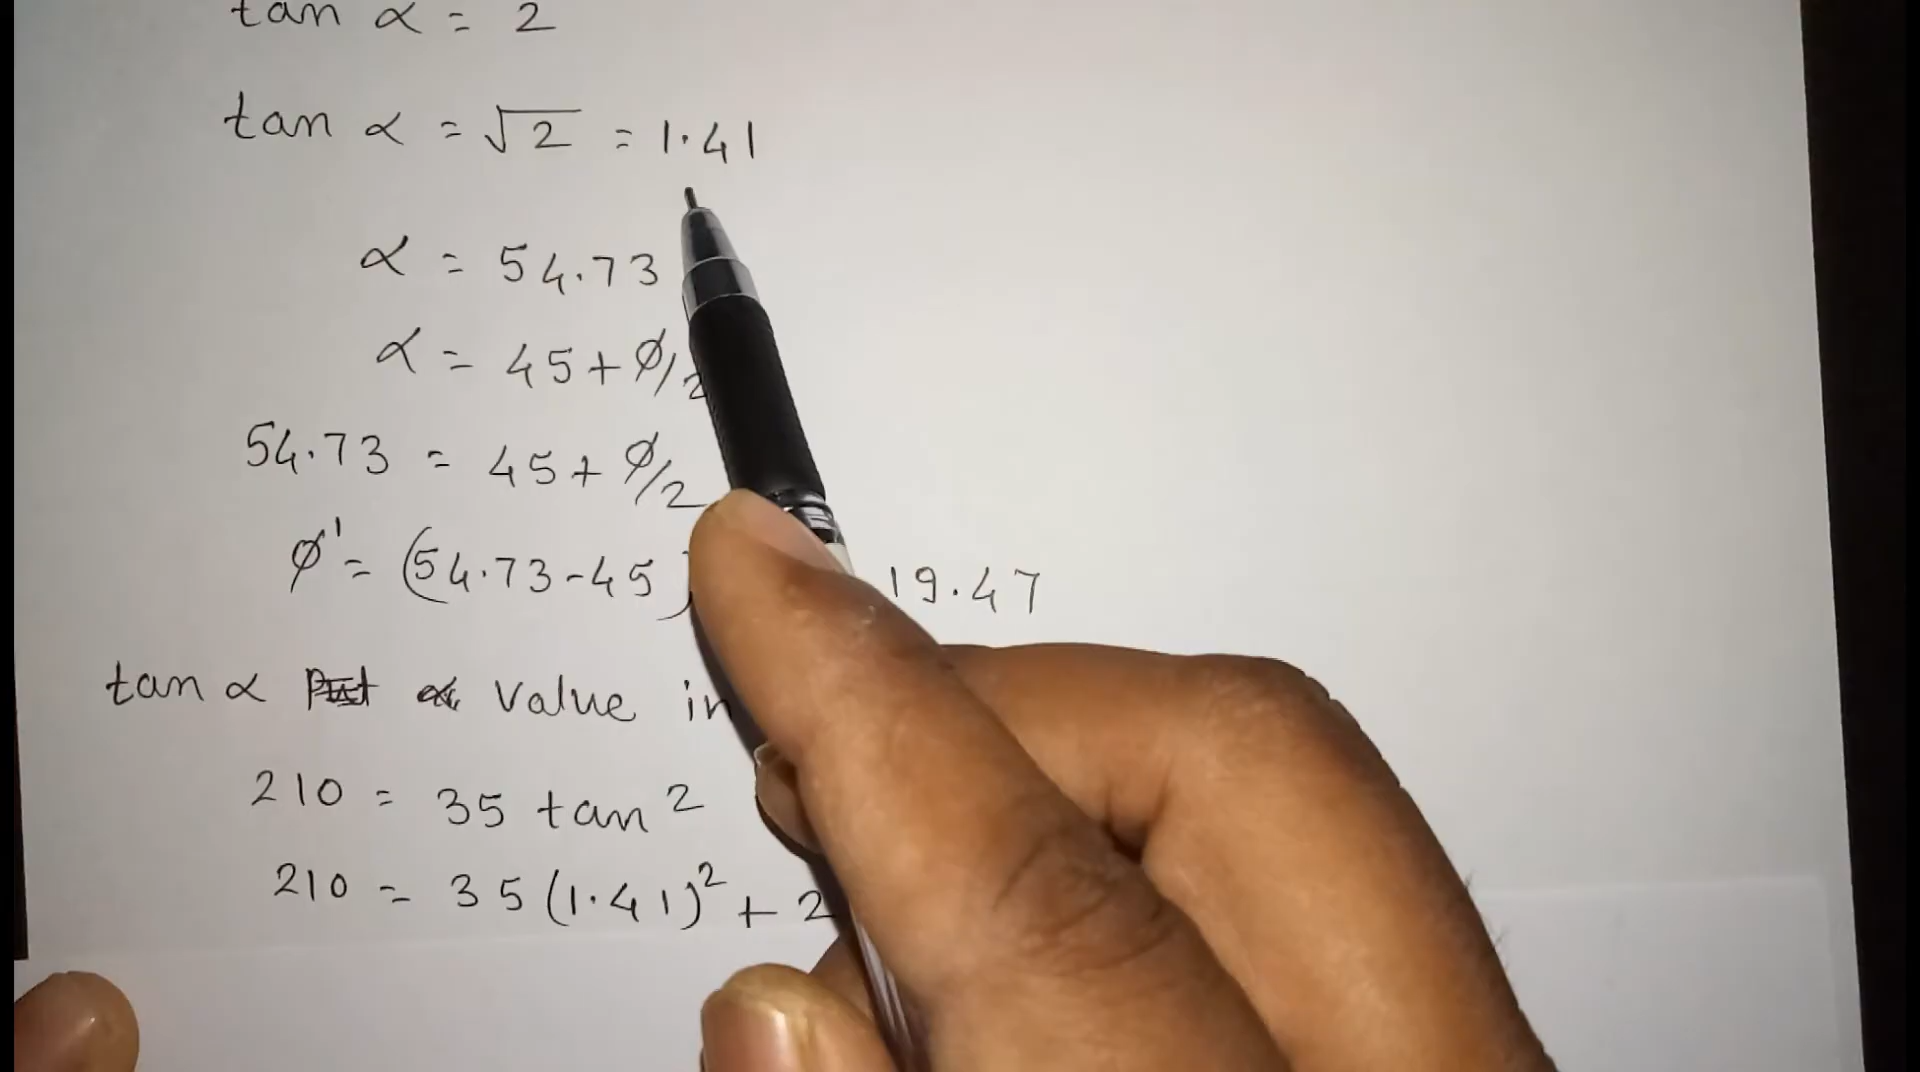 tan α = 2
tan α = √2 = 1.41
α = 54.73
α = 45 + ø/2
54.73 = 45 + ø/2
ø' = (54.73 - 45) 19.47
tan α value in
210 = 35 tan²
210 = 35 (1.41)² + 2